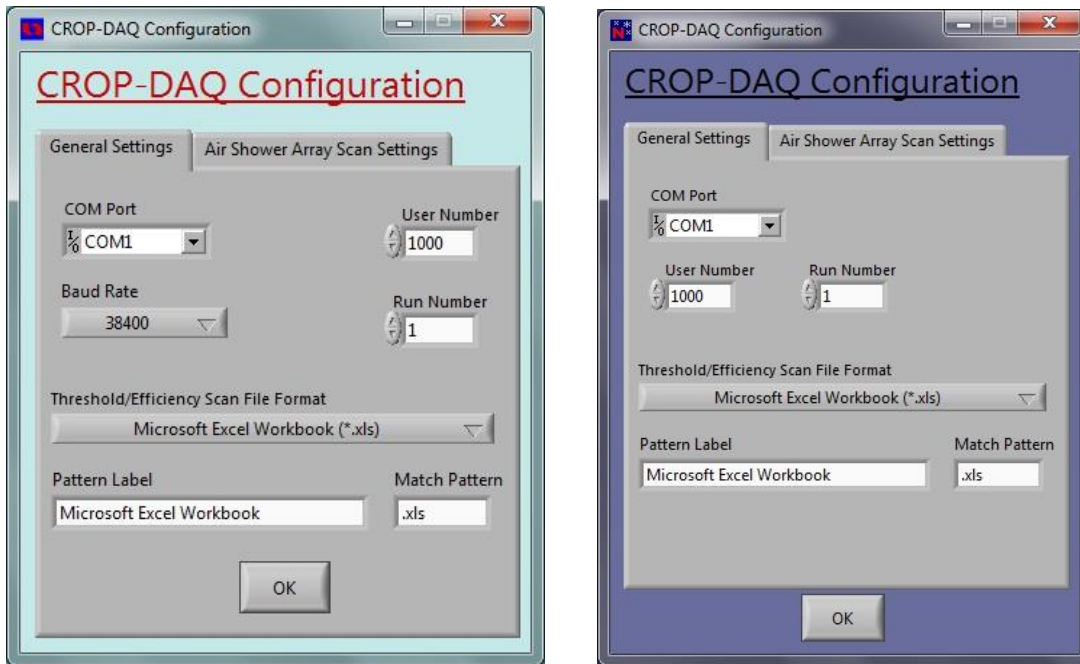 CROP-DAQ Configuration
CROP-DAQ Configuration
General Settings
Air Shower Array Scan Settings
COM Port
COM1
User Number
1000
Baud Rate
38400
Run Number
1
Threshold/Efficiency Scan File Format
Microsoft Excel Workbook (*.xls)
Pattern Label
Match Pattern
Microsoft Excel Workbook
.xls
OK
CROP-DAQ Configuration
CROP-DAQ Configuration
General Settings
Air Shower Array Scan Settings
COM Port
COM1
User Number
Run Number
1000
1
Threshold/Efficiency Scan File Format
Microsoft Excel Workbook (*.xls)
Pattern Label
Match Pattern
Microsoft Excel Workbook
.xls
OK